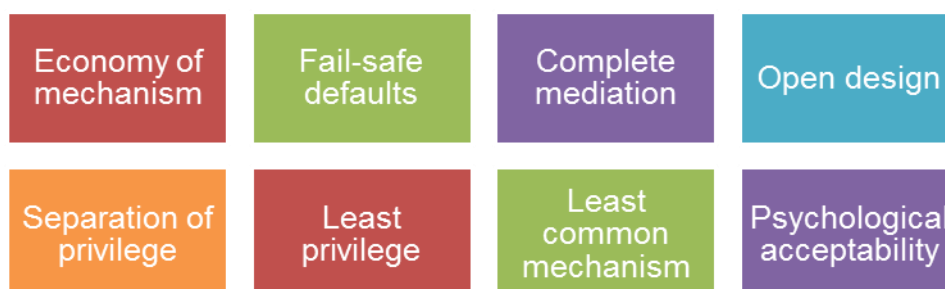 Economy of
mechanism
Fail-safe
defaults
Complete
mediation
Open design
Separation of
privilege
Least
privilege
Least
common
mechanism
Psychological
acceptability